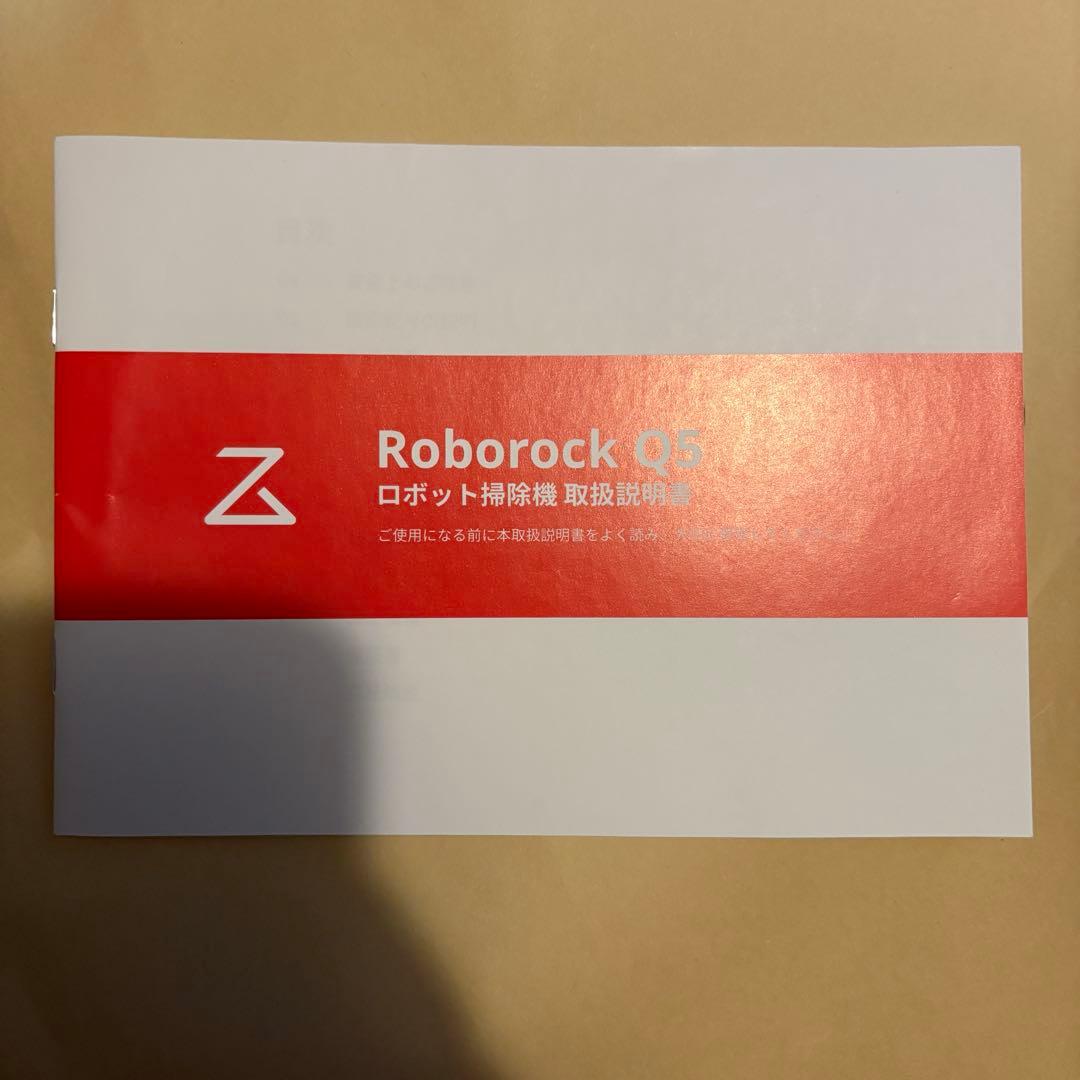 Roborock Q5
ロボット掃除機 取扱説明書
ご使用になる前に本取扱説明書をよく読み、